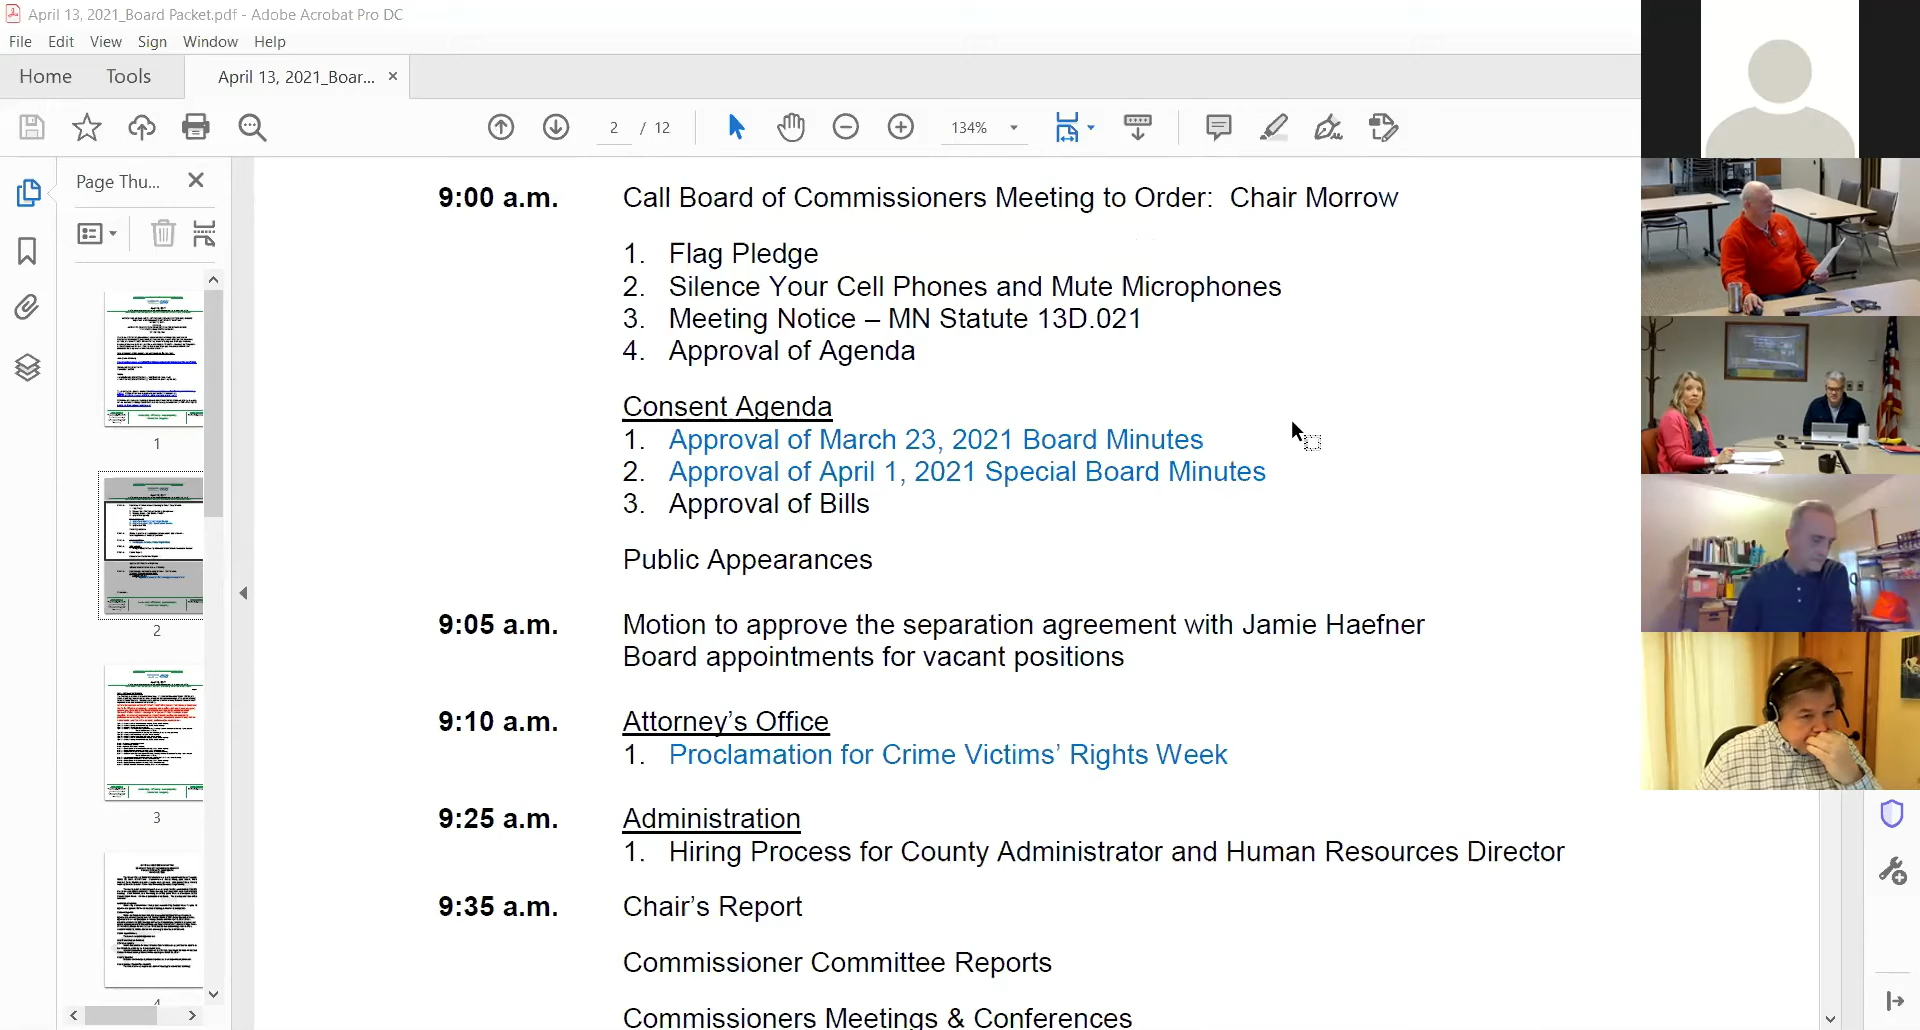 April 13, 2021_Board Packet.pdf - Adobe Acrobat Pro DC
File Edit View Sign Window Help
Home Tools April 13, 2021_Boar... ×
2 / 12 134%
Page Thu...
9:00 a.m. Call Board of Commissioners Meeting to Order: Chair Morrow
1. Flag Pledge
2. Silence Your Cell Phones and Mute Microphones
3. Meeting Notice – MN Statute 13D.021
4. Approval of Agenda
Consent Agenda
1. Approval of March 23, 2021 Board Minutes
2. Approval of April 1, 2021 Special Board Minutes
3. Approval of Bills
Public Appearances
9:05 a.m. Motion to approve the separation agreement with Jamie Haefner
Board appointments for vacant positions
9:10 a.m. Attorney's Office
1. Proclamation for Crime Victims' Rights Week
9:25 a.m. Administration
1. Hiring Process for County Administrator and Human Resources Director
9:35 a.m. Chair's Report
Commissioner Committee Reports
Commissioners Meetings & Conferences
1
2
3
4